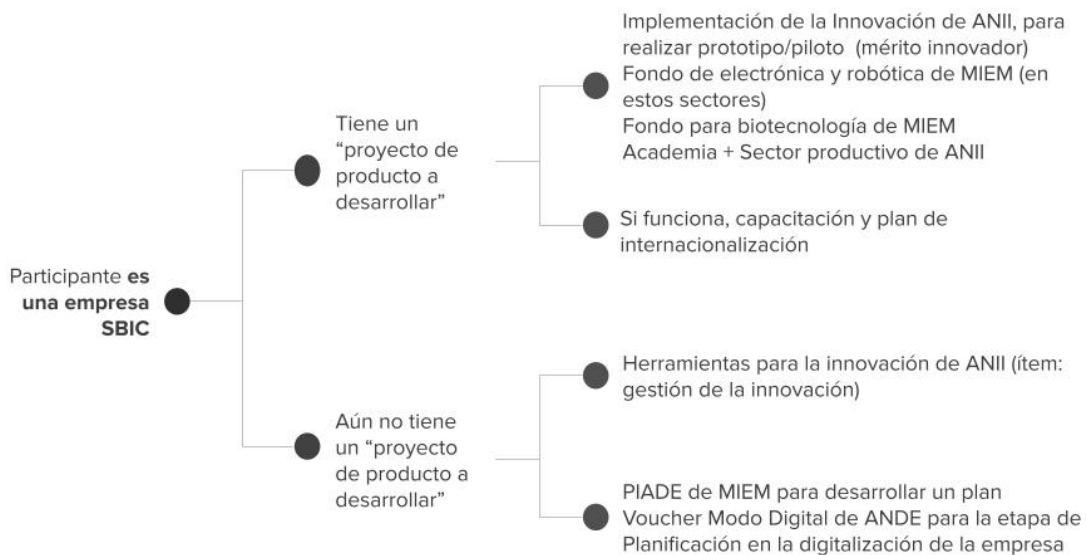 Implementación de la Innovación de ANII, para
realizar prototipo/piloto (mérito innovador)
Fondo de electrónica y robótica de MIEM (en
estos sectores)
Fondo para biotecnología de MIEM
Academia + Sector productivo de ANII
Tiene un
“proyecto de
producto a
desarrollar”
Si funciona, capacitación y plan de
internacionalización
Participante es
una empresa
SBIC
Herramientas para la innovación de ANII (ítem:
gestión de la innovación)
Aún no tiene
un “proyecto
de producto a
desarrollar”
PIADE de MIEM para desarrollar un plan
Voucher Modo Digital de ANDE para la etapa de
Planificación en la digitalización de la empresa